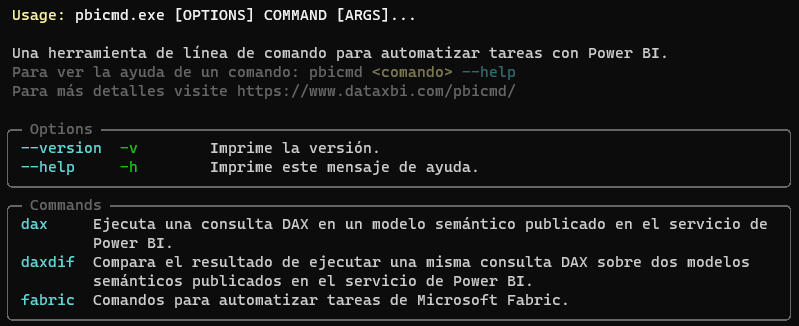 Usage: pbicmd.exe [OPTIONS] COMMAND [ARGS]...
Una herramienta de línea de comando para automatizar tareas con Power BI.
Para ver la ayuda de un comando: pbicmd <comando> --help
Para más detalles visite https://www.dataxbi.com/pbicmd/
Options
--version -v Imprime la versión.
--help -h Imprime este mensaje de ayuda.
Commands
dax Ejecuta una consulta DAX en un modelo semántico publicado en el servicio de
Power BI.
daxdif Compara el resultado de ejecutar una misma consulta DAX sobre dos modelos
semánticos publicados en el servicio de Power BI.
fabric Comandos para automatizar tareas de Microsoft Fabric.